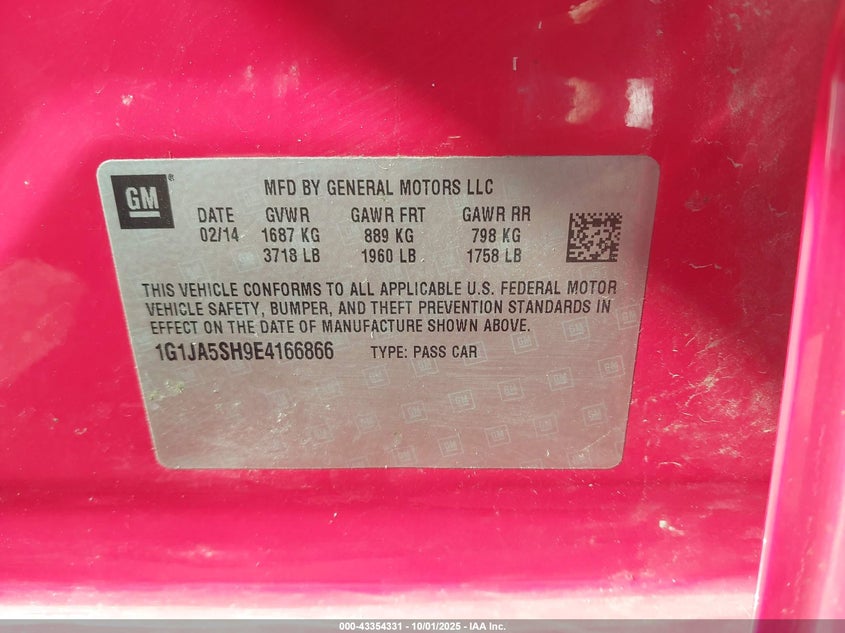 GM ®
MFD BY GENERAL MOTORS LLC
DATE GVWR GAWR FRT GAWR RR
02/14 1687 KG 889 KG 798 KG
3718 LB 1960 LB 1758 LB
THIS VEHICLE CONFORMS TO ALL APPLICABLE U.S. FEDERAL MOTOR
VEHICLE SAFETY, BUMPER, AND THEFT PREVENTION STANDARDS IN
EFFECT ON THE DATE OF MANUFACTURE SHOWN ABOVE.
1G1JA5SH9E4166866 TYPE: PASS CAR
000-43354331 - 10/01/2025 - IAA Inc.